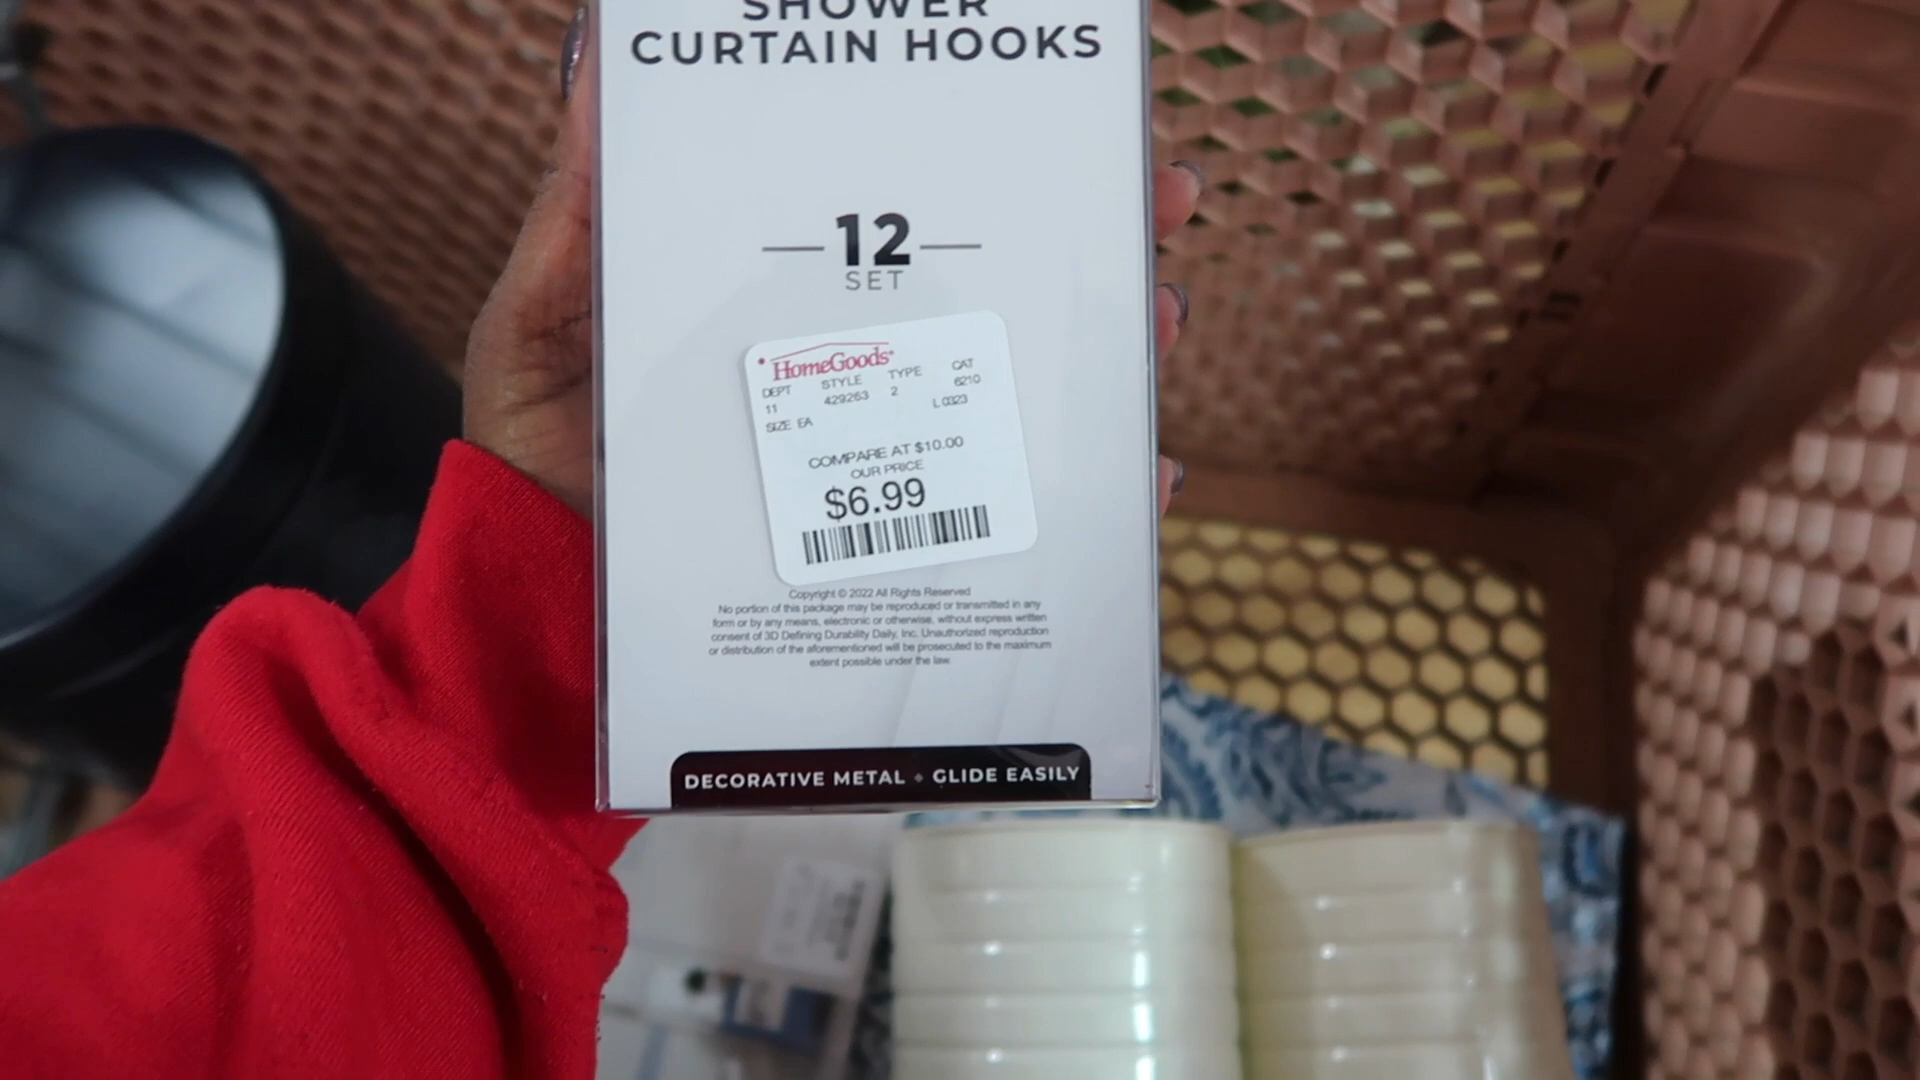 SHOWER
CURTAIN HOOKS
12
SET
HomeGoods
DEPT STYLE TYPE CAT
11 429263 2 6210
SIZE EA L 0323
COMPARE AT $10.00
OUR PRICE
$6.99
Copyright © 2022 All Rights Reserved
No portion of this package may be reproduced or transmitted in any
form or by any means, electronic or otherwise, without express written
consent of 3D Defining Durability Daily, Inc. Unauthorized reproduction
or distribution of the aforementioned will be prosecuted to the maximum
extent possible under the law.
DECORATIVE METAL • GLIDE EASILY